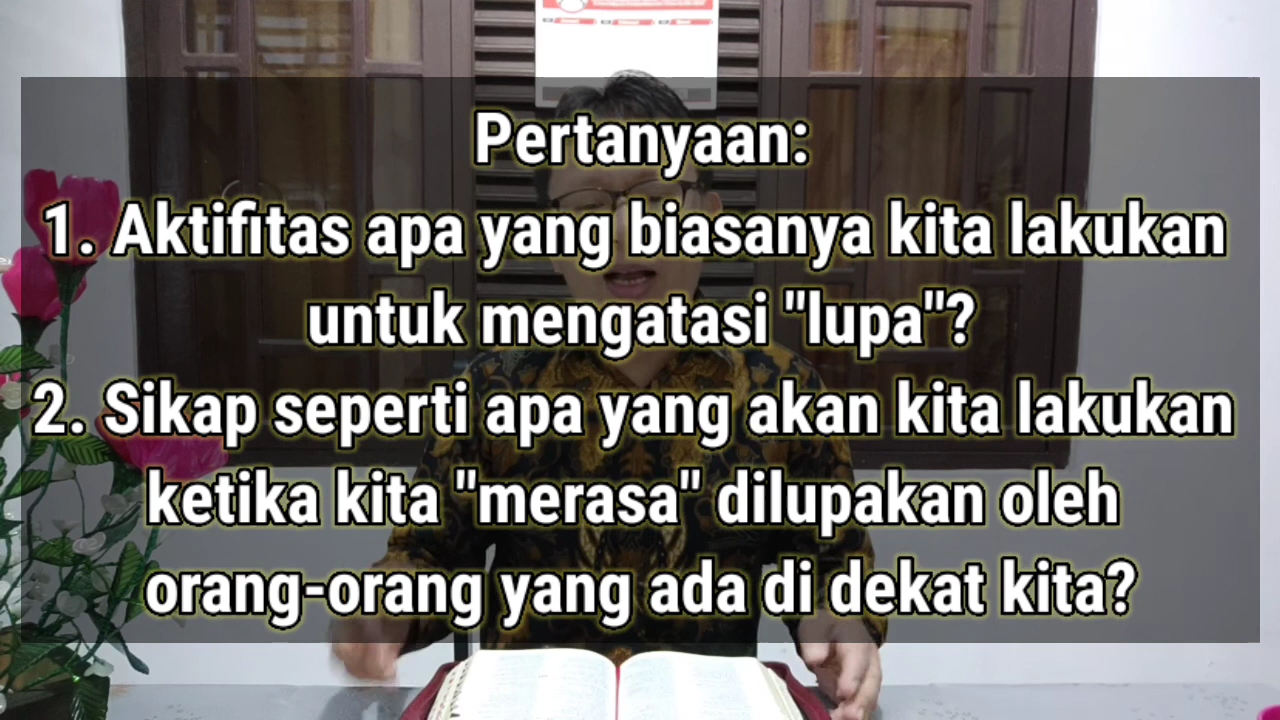 Pertanyaan:
1. Aktifitas apa yang biasanya kita lakukan
untuk mengatasi "lupa"?
2. Sikap seperti apa yang akan kita lakukan
ketika kita "merasa" dilupakan oleh
orang-orang yang ada di dekat kita?